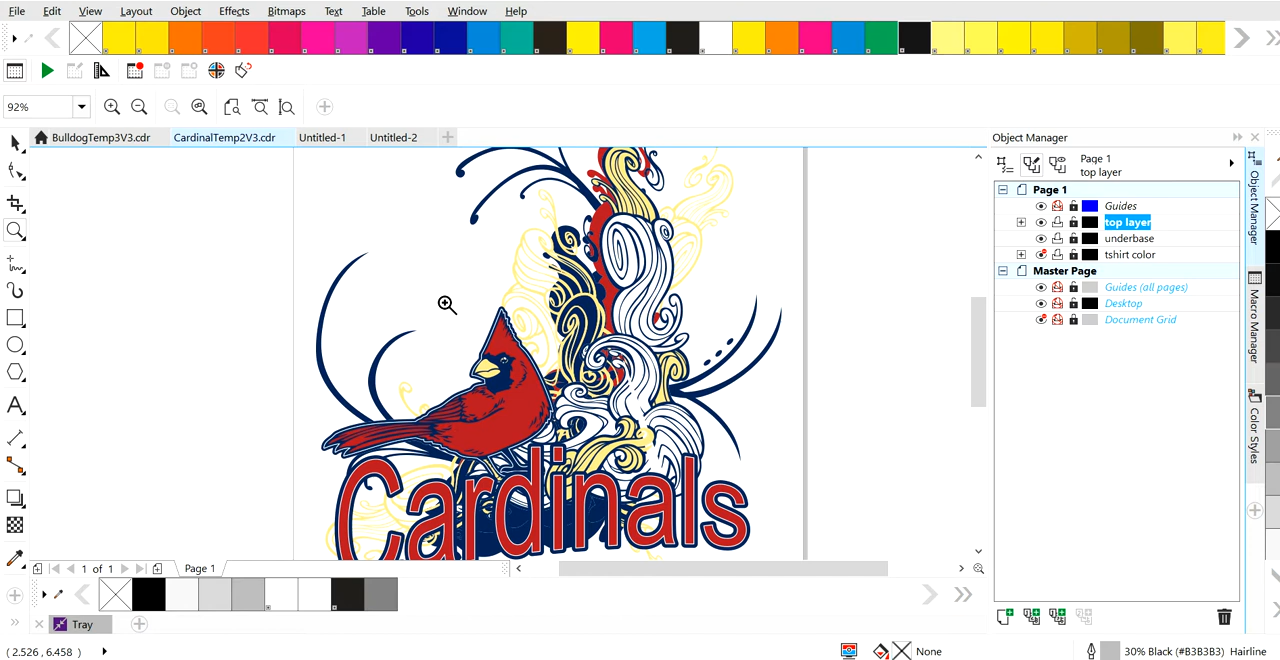 File Edit View Layout Object Effects Bitmaps Text Table Tools Window Help
92%
BulldogTemp3V3.cdr CardinalTemp2V3.cdr Untitled-1 Untitled-2
Object Manager
Page 1
top layer
Page 1
Guides
top layer
underbase
tshirt color
Master Page
Guides (all pages)
Desktop
Document Grid
Object Manager
Macro Manager
Color Styles
Cardinals
1 of 1 Page 1
Tray
( 2.526 , 6.458 ) None 30% Black (#B3B3B3) Hairline